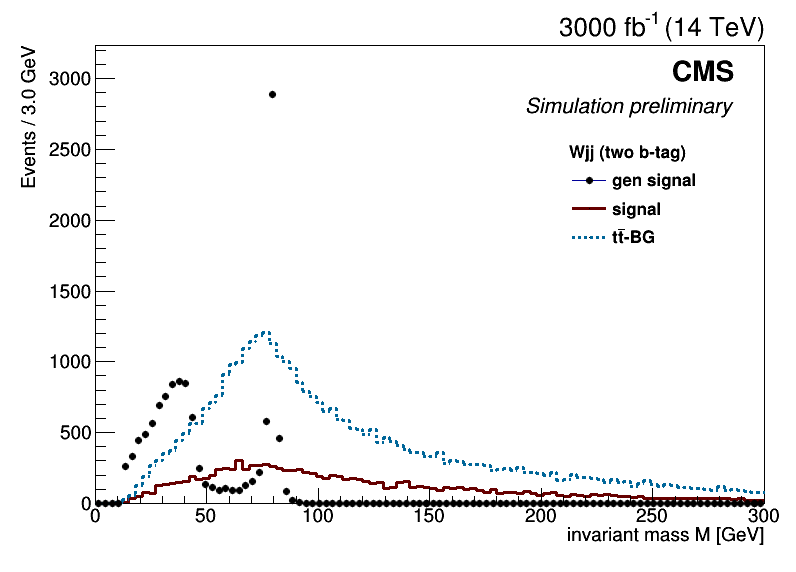 3000 fb⁻¹ (14 TeV)
CMS
Simulation preliminary
Wjj (two b-tag)
gen signal
signal
tt̄-BG
Events / 3.0 GeV
3000
2500
2000
1500
1000
500
0
0 50 100 150 200 250 300
invariant mass M [GeV]